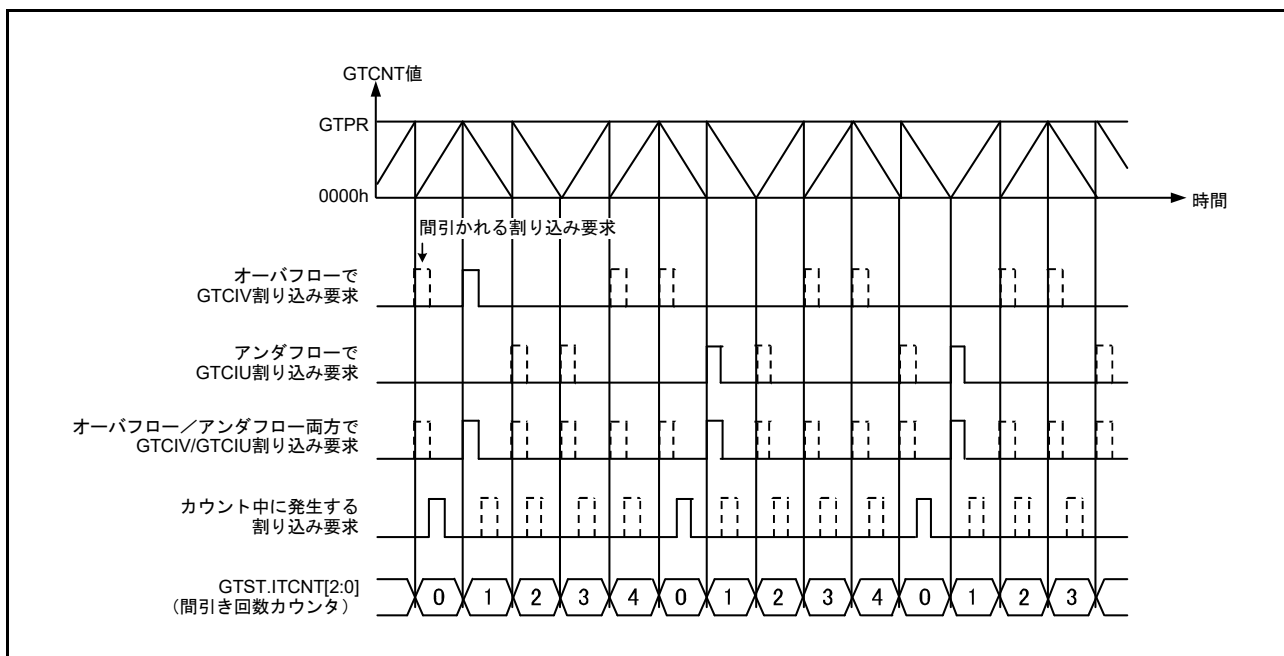 GTCNT値
GTPR
0000h
時間
間引かれる割り込み要求
オーバフローで
GTCIV割り込み要求
アンダフローで
GTCIU割り込み要求
オーバフロー／アンダフロー両方で
GTCIV/GTCIU割り込み要求
カウント中に発生する
割り込み要求
GTST.ITCNT[2:0]
（間引き回数カウンタ）
0 1 2 3 4 0 1 2 3 4 0 1 2 3